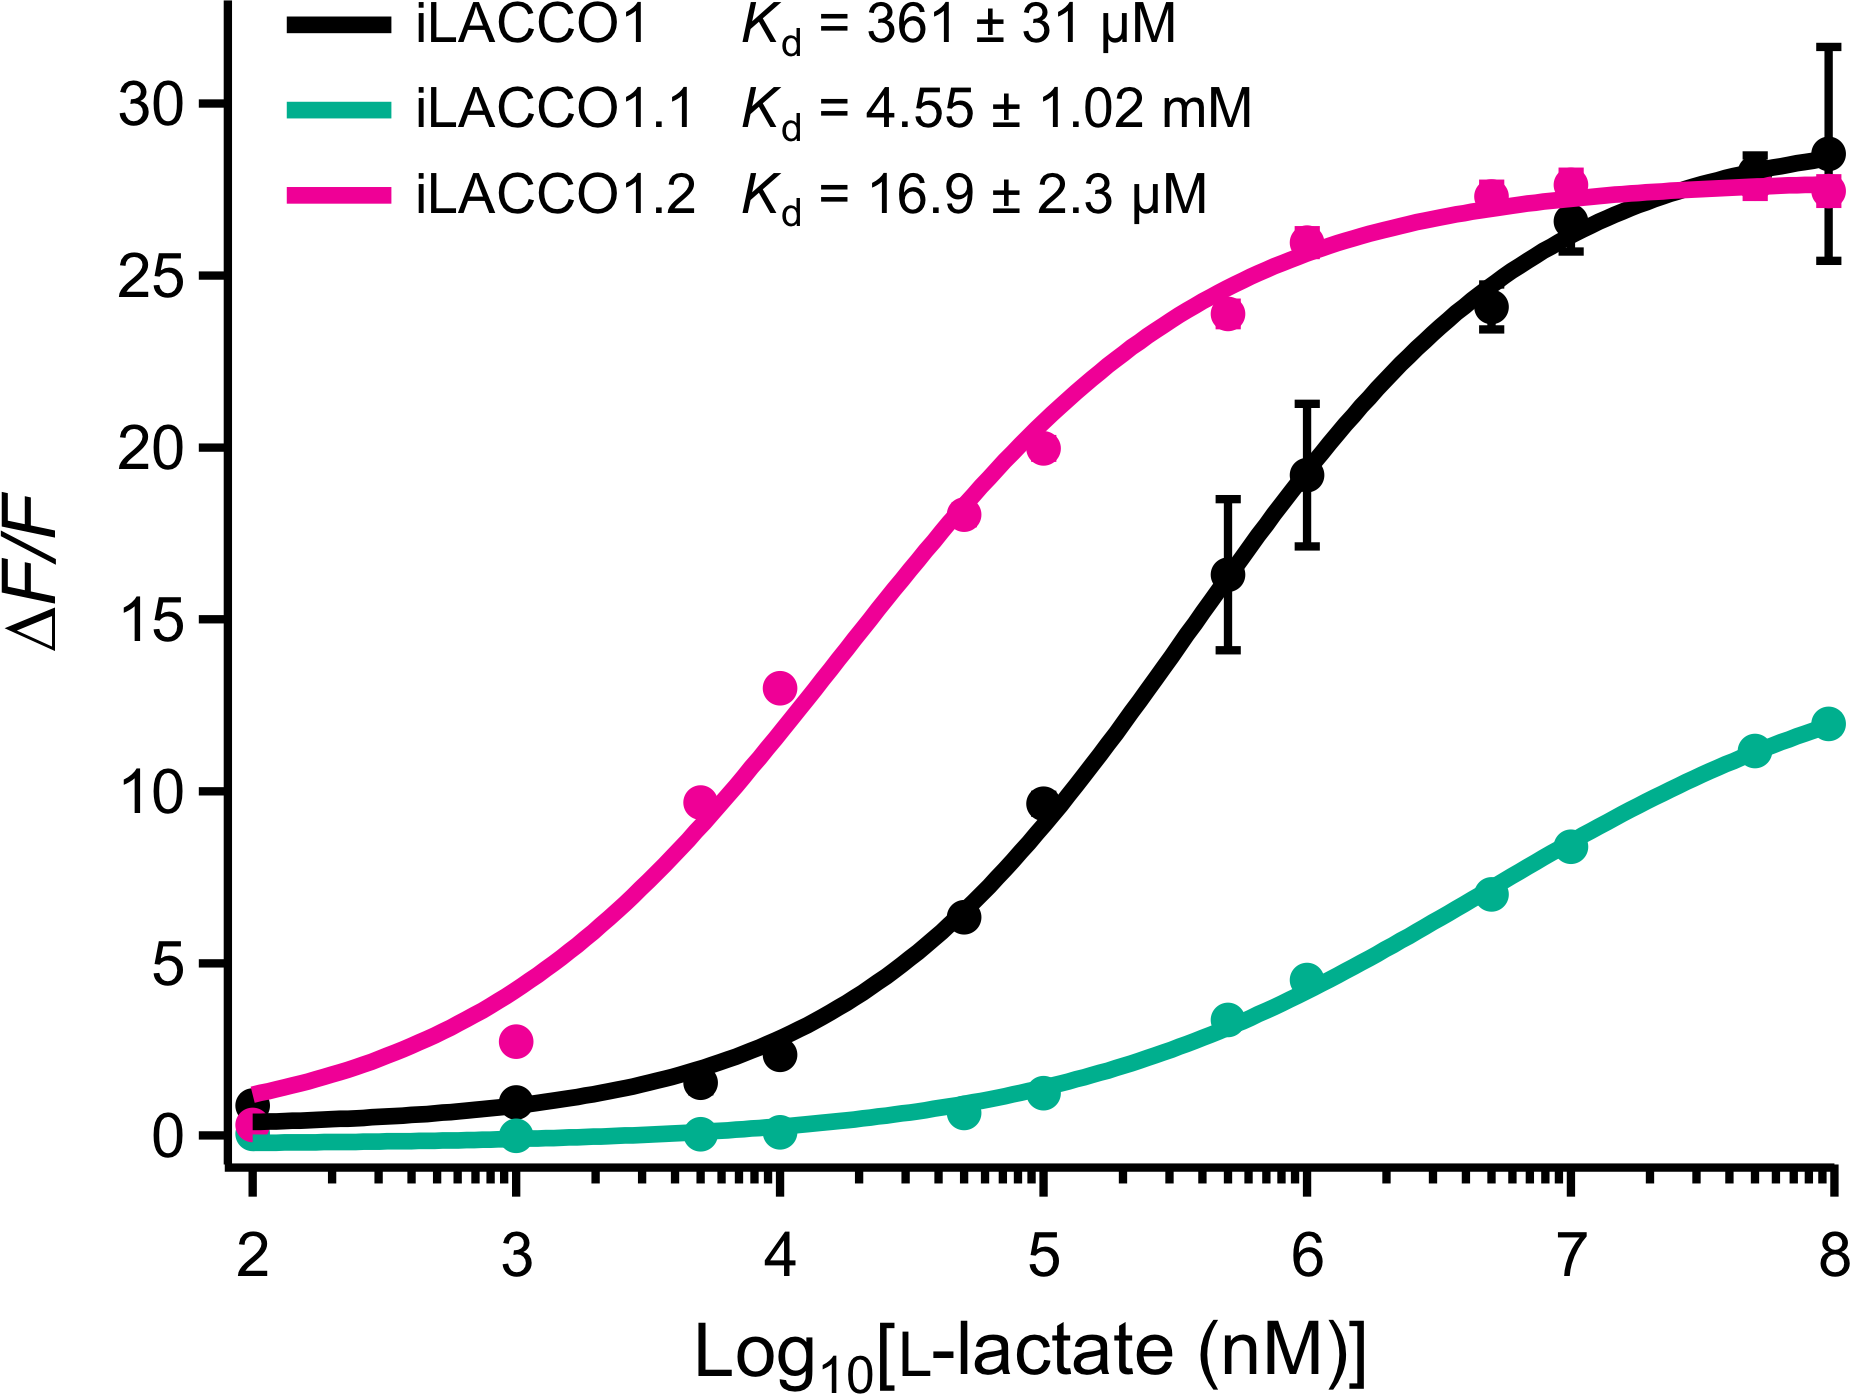 iLACCO1 Kd = 361 ± 31 µM
iLACCO1.1 Kd = 4.55 ± 1.02 mM
iLACCO1.2 Kd = 16.9 ± 2.3 µM
30
25
20
15
10
5
0
ΔF/F
2 3 4 5 6 7 8
Log10[L-lactate (nM)]